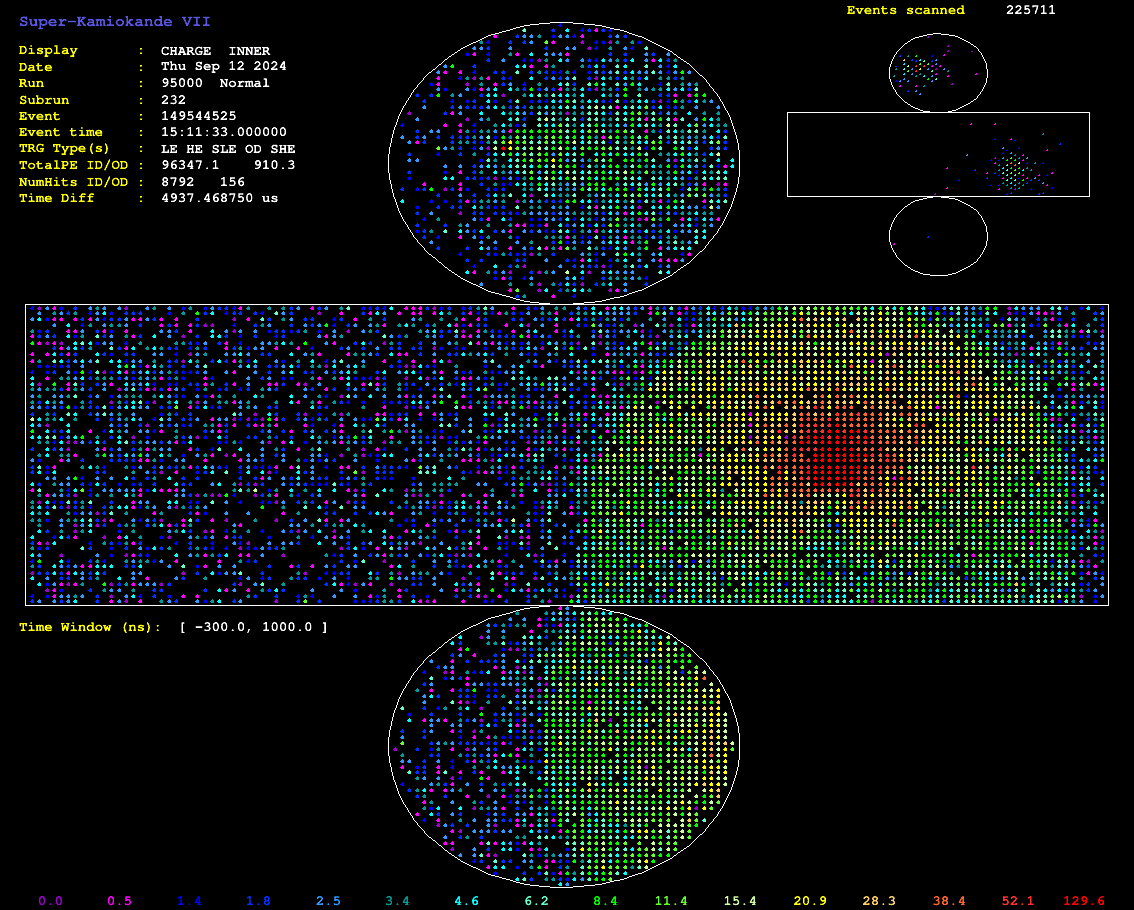 Super-Kamiokande VII
Events scanned 225711
Display : CHARGE INNER
Date : Thu Sep 12 2024
Run : 95000 Normal
Subrun : 232
Event : 149544525
Event time : 15:11:33.000000
TRG Type(s) : LE HE SLE OD SHE
TotalPE ID/OD : 96347.1 910.3
NumHits ID/OD : 8792 156
Time Diff : 4937.468750 us
Time Window (ns): [ -300.0, 1000.0 ]
0.0 0.5 1.4 1.8 2.5 3.4 4.6 6.2 8.4 11.4 15.4 20.9 28.3 38.4 52.1 129.6